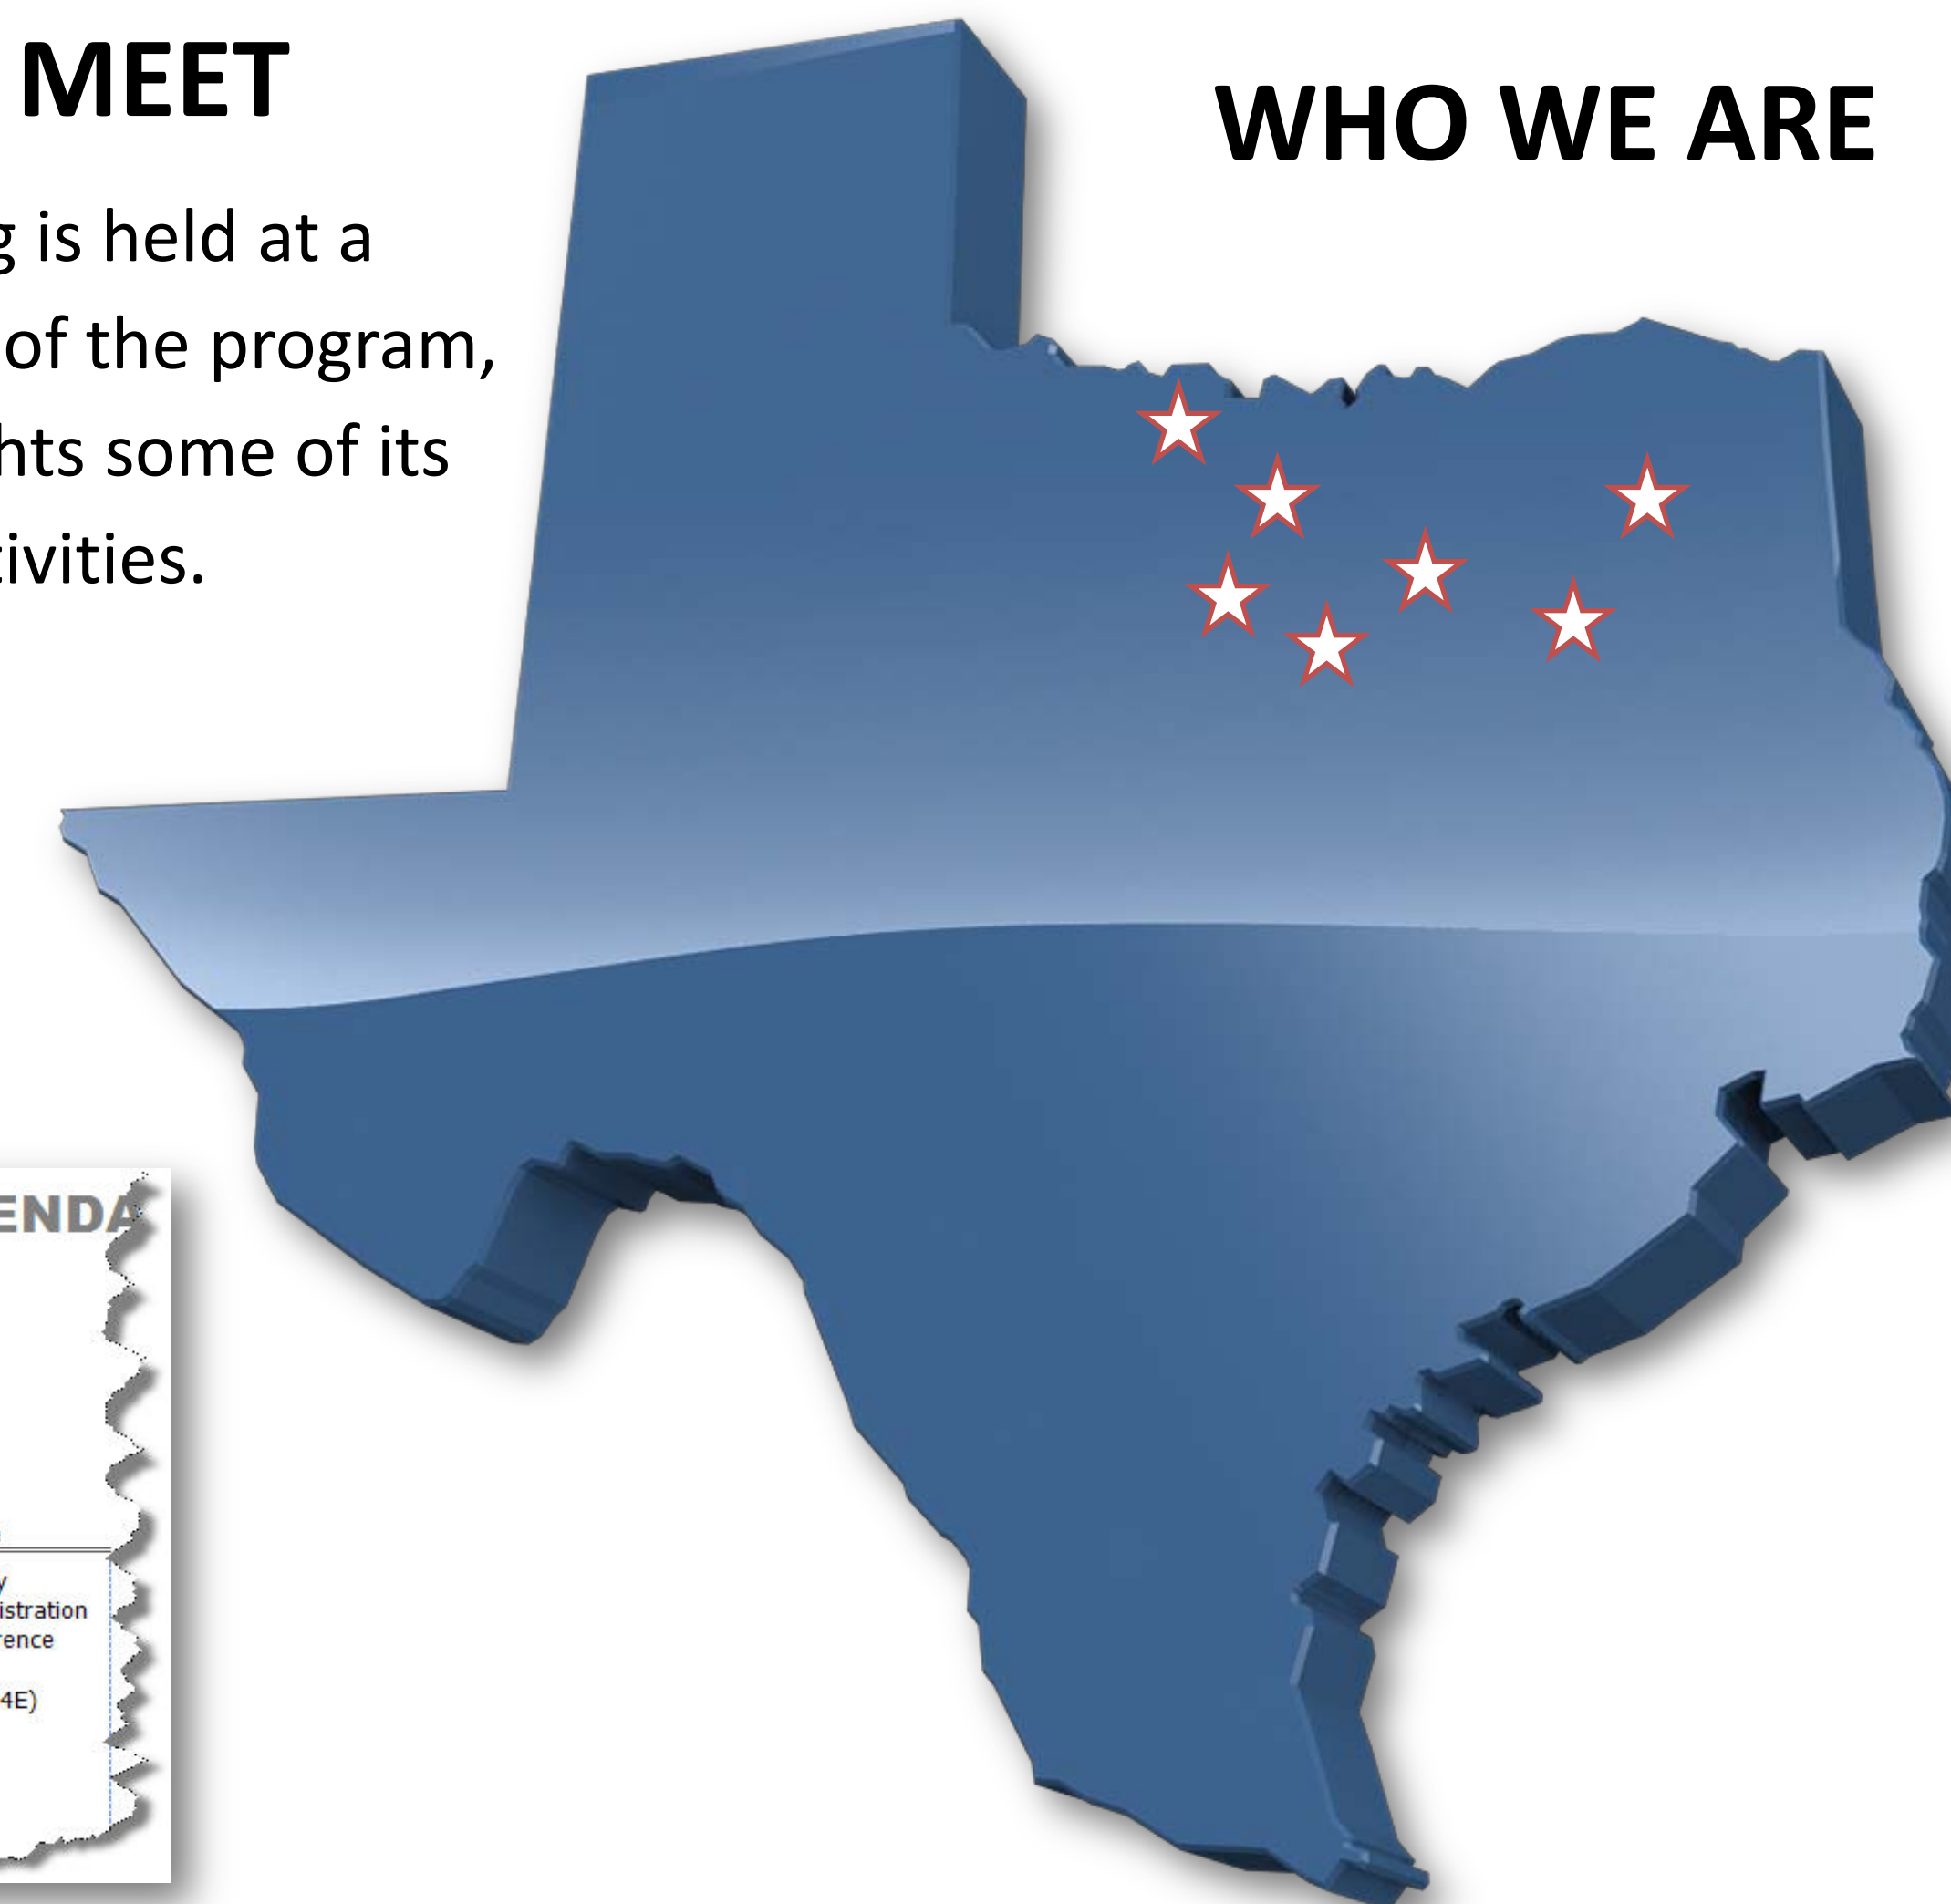 MEET
WHO WE ARE
g is held at a
of the program,
hts some of its
tivities.
ENDA
y
istration
rence
4E)